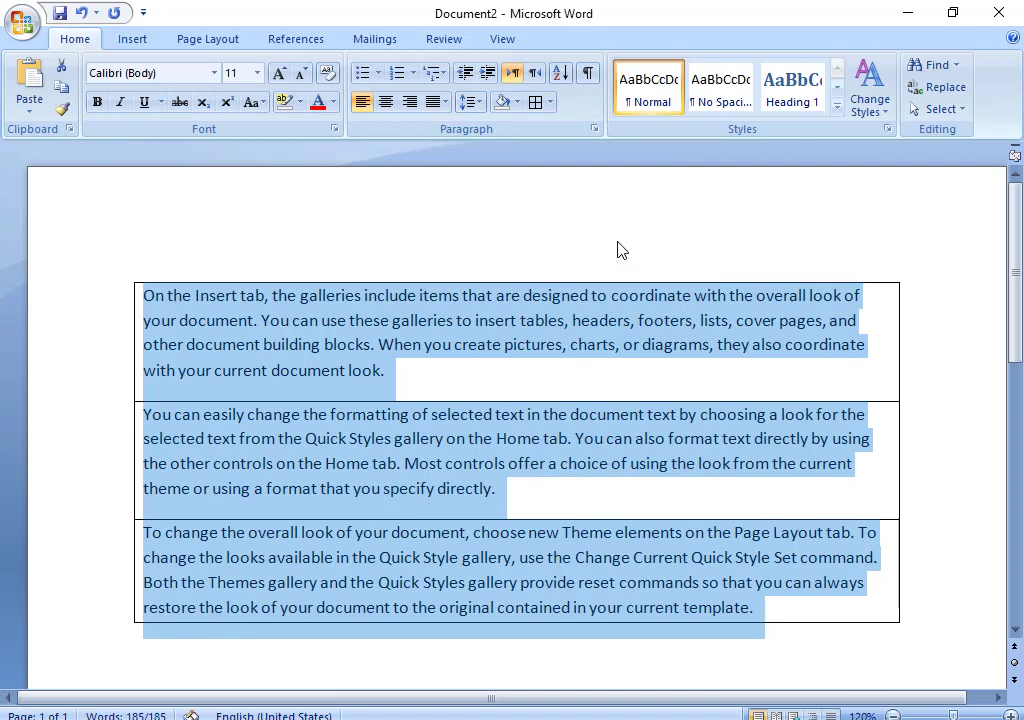 Document2 - Microsoft Word
Home Insert Page Layout References Mailings Review View
Paste
Clipboard
Calibri (Body) 11
B I U abc x₂ x² Aa
A
Font
Paragraph
AaBbCcDc AaBbCcDc AaBbC
¶ Normal ¶ No Spaci... Heading 1
Change Styles
Styles
Find
Replace
Select
Editing
On the Insert tab, the galleries include items that are designed to coordinate with the overall look of
your document. You can use these galleries to insert tables, headers, footers, lists, cover pages, and
other document building blocks. When you create pictures, charts, or diagrams, they also coordinate
with your current document look.
You can easily change the formatting of selected text in the document text by choosing a look for the
selected text from the Quick Styles gallery on the Home tab. You can also format text directly by using
the other controls on the Home tab. Most controls offer a choice of using the look from the current
theme or using a format that you specify directly.
To change the overall look of your document, choose new Theme elements on the Page Layout tab. To
change the looks available in the Quick Style gallery, use the Change Current Quick Style Set command.
Both the Themes gallery and the Quick Styles gallery provide reset commands so that you can always
restore the look of your document to the original contained in your current template.
Page: 1 of 1 Words: 185/185 English (United States) 120%